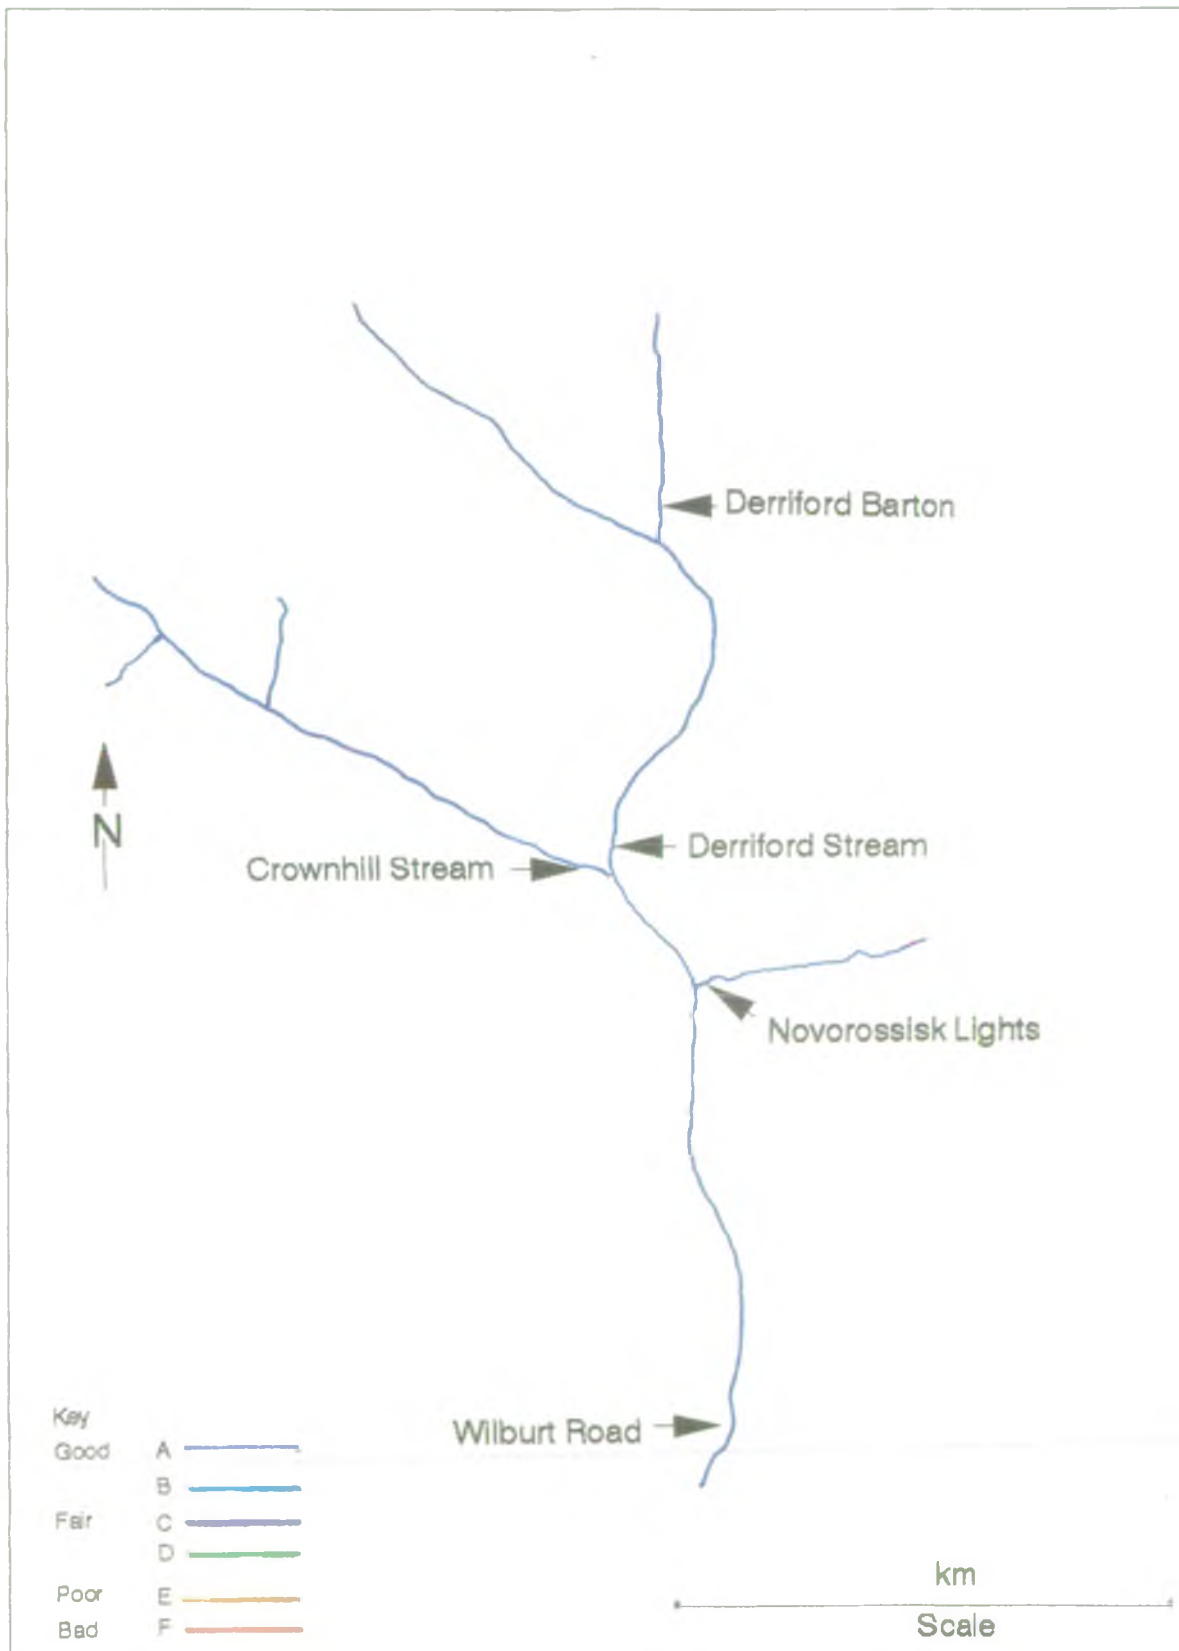 Derriford Barton
N
Derriford Stream
Crownhill Stream
Novorossisk Lights
Wilburt Road
Key
Good A
B
Fair C
D
Poor E
Bad F
km
Scale